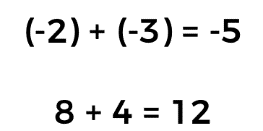 (-2) + (-3) = -5
8 + 4 = 12